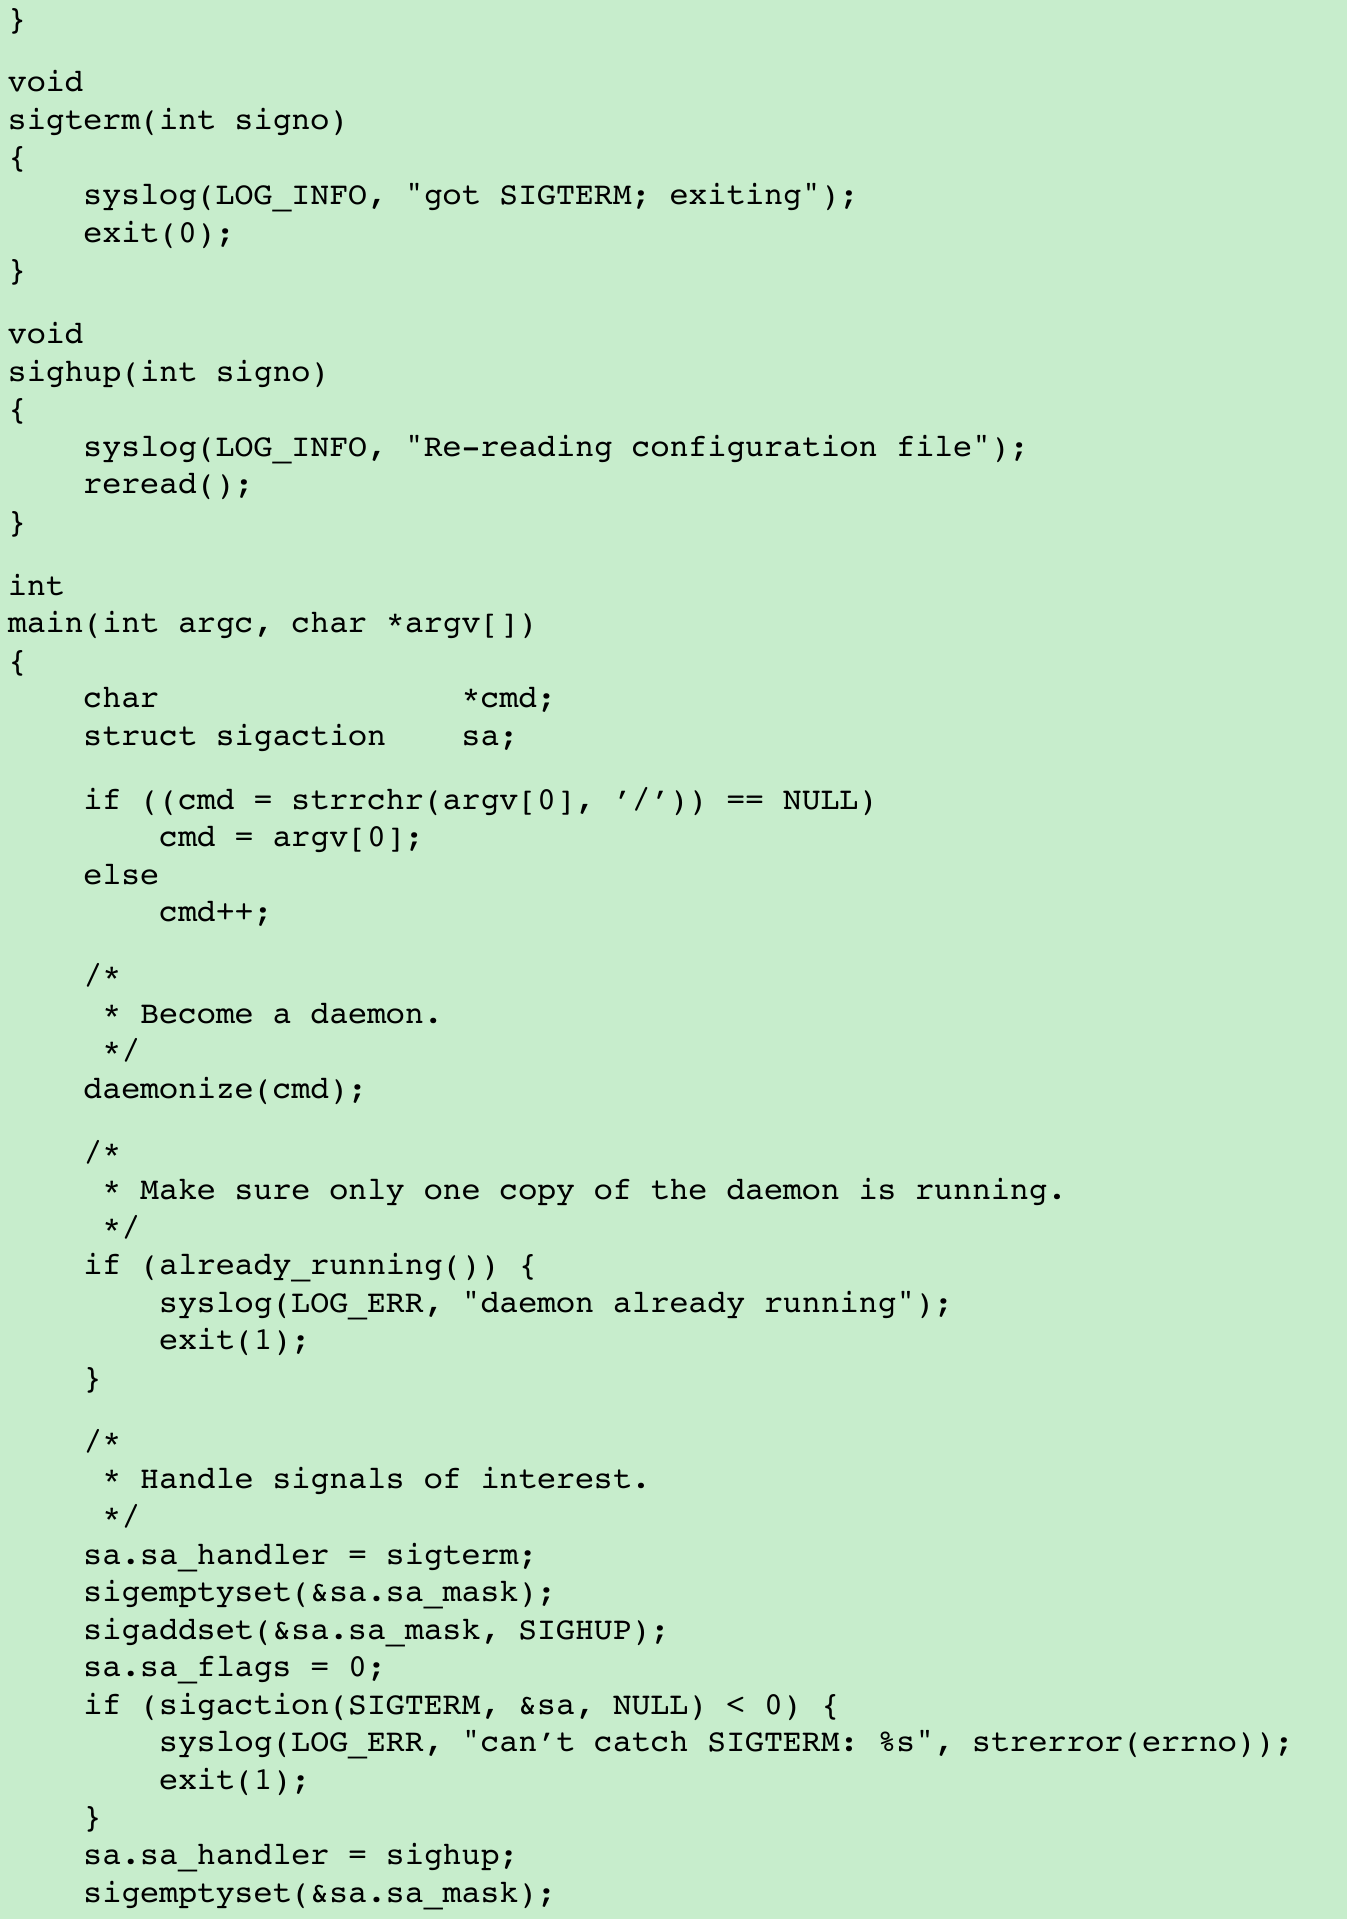 }
void
sigterm(int signo)
{
    syslog(LOG_INFO, "got SIGTERM; exiting");
    exit(0);
}
void
sighup(int signo)
{
    syslog(LOG_INFO, "Re-reading configuration file");
    reread();
}
int
main(int argc, char *argv[])
{
    char                *cmd;
    struct sigaction    sa;
    if ((cmd = strrchr(argv[0], ’/’)) == NULL)
        cmd = argv[0];
    else
        cmd++;
    /*
     * Become a daemon.
     */
    daemonize(cmd);
    /*
     * Make sure only one copy of the daemon is running.
     */
    if (already_running()) {
        syslog(LOG_ERR, "daemon already running");
        exit(1);
    }
    /*
     * Handle signals of interest.
     */
    sa.sa_handler = sigterm;
    sigemptyset(&sa.sa_mask);
    sigaddset(&sa.sa_mask, SIGHUP);
    sa.sa_flags = 0;
    if (sigaction(SIGTERM, &sa, NULL) < 0) {
        syslog(LOG_ERR, "can’t catch SIGTERM: %s", strerror(errno));
        exit(1);
    }
    sa.sa_handler = sighup;
    sigemptyset(&sa.sa_mask);